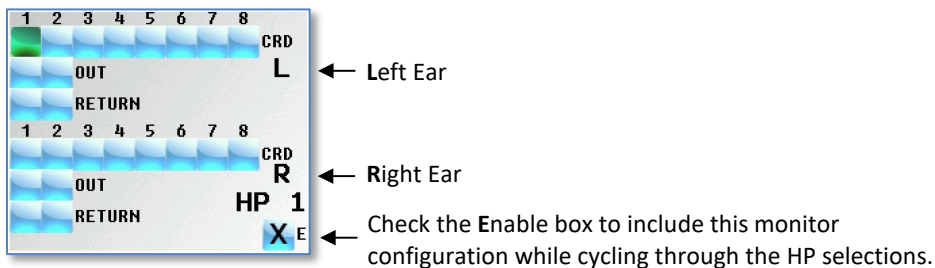 1 2 3 4 5 6 7 8
CRD
L
OUT
RETURN
1 2 3 4 5 6 7 8
CRD
R
OUT
RETURN
HP 1
X E
Left Ear
Right Ear
Check the Enable box to include this monitor
configuration while cycling through the HP selections.